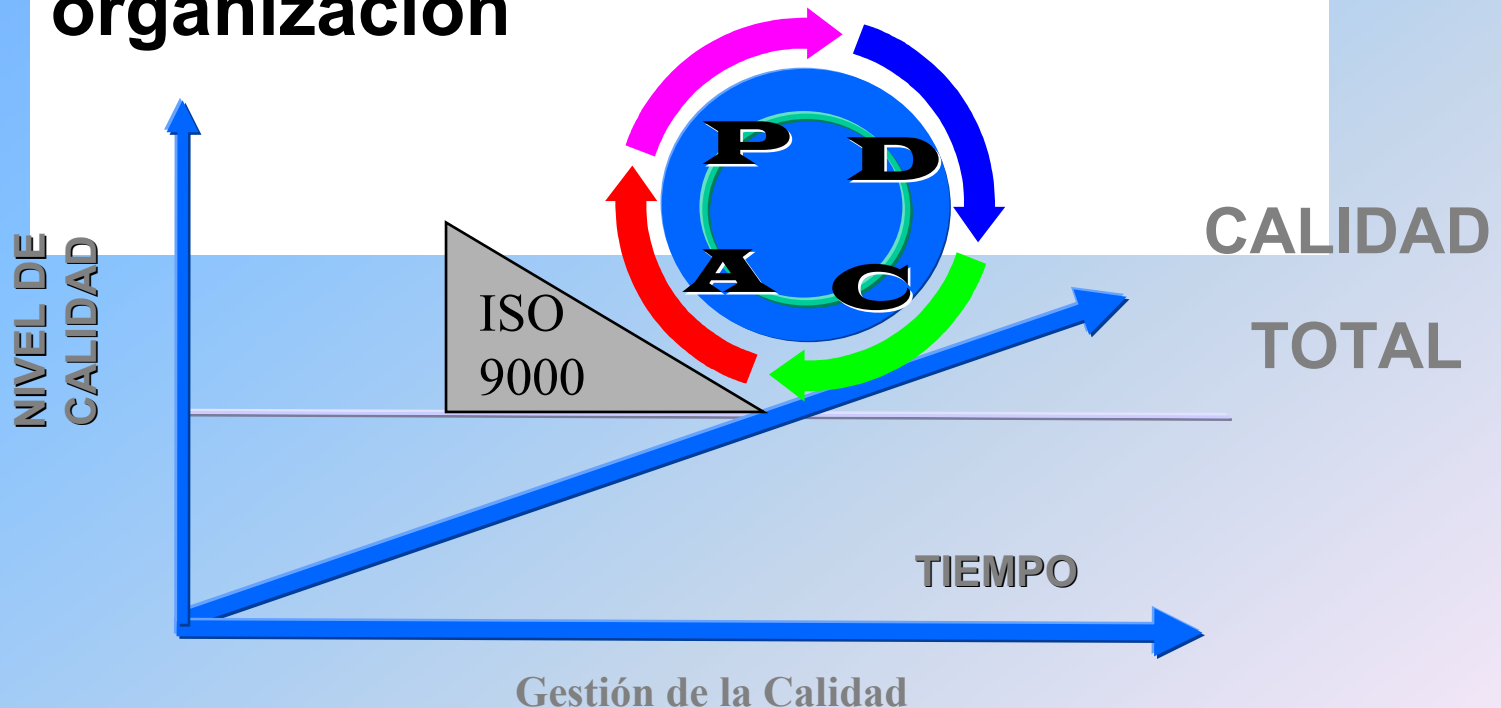 organización
P D
A C
ISO
9000
NIVEL DE
CALIDAD
CALIDAD
TOTAL
TIEMPO
Gestión de la Calidad